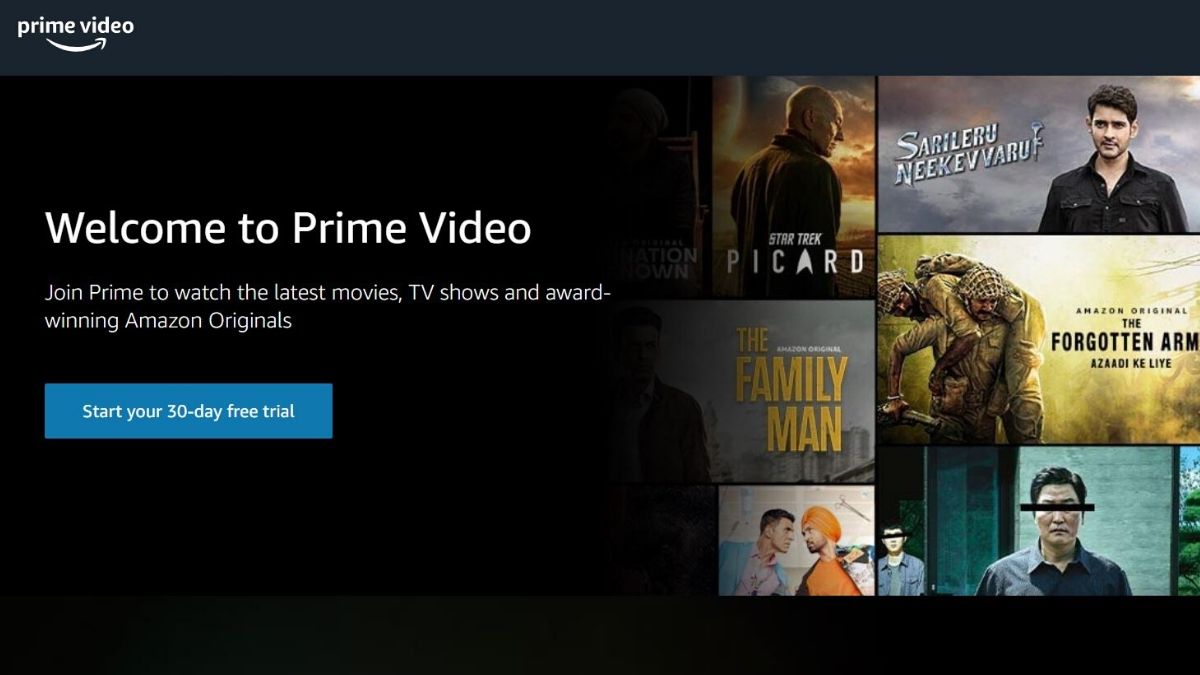 prime video
Welcome to Prime Video
Join Prime to watch the latest movies, TV shows and award-
winning Amazon Originals
Start your 30-day free trial
ORIGINAL
NATION
NOWN
STAR TREK
PICARD
SARILERU
NEEKEVVARU
AMAZON ORIGINAL
THE
FORGOTTEN ARM
AZAADI KE LIYE
THE
AMAZON ORIGINAL
FAMILY
MAN